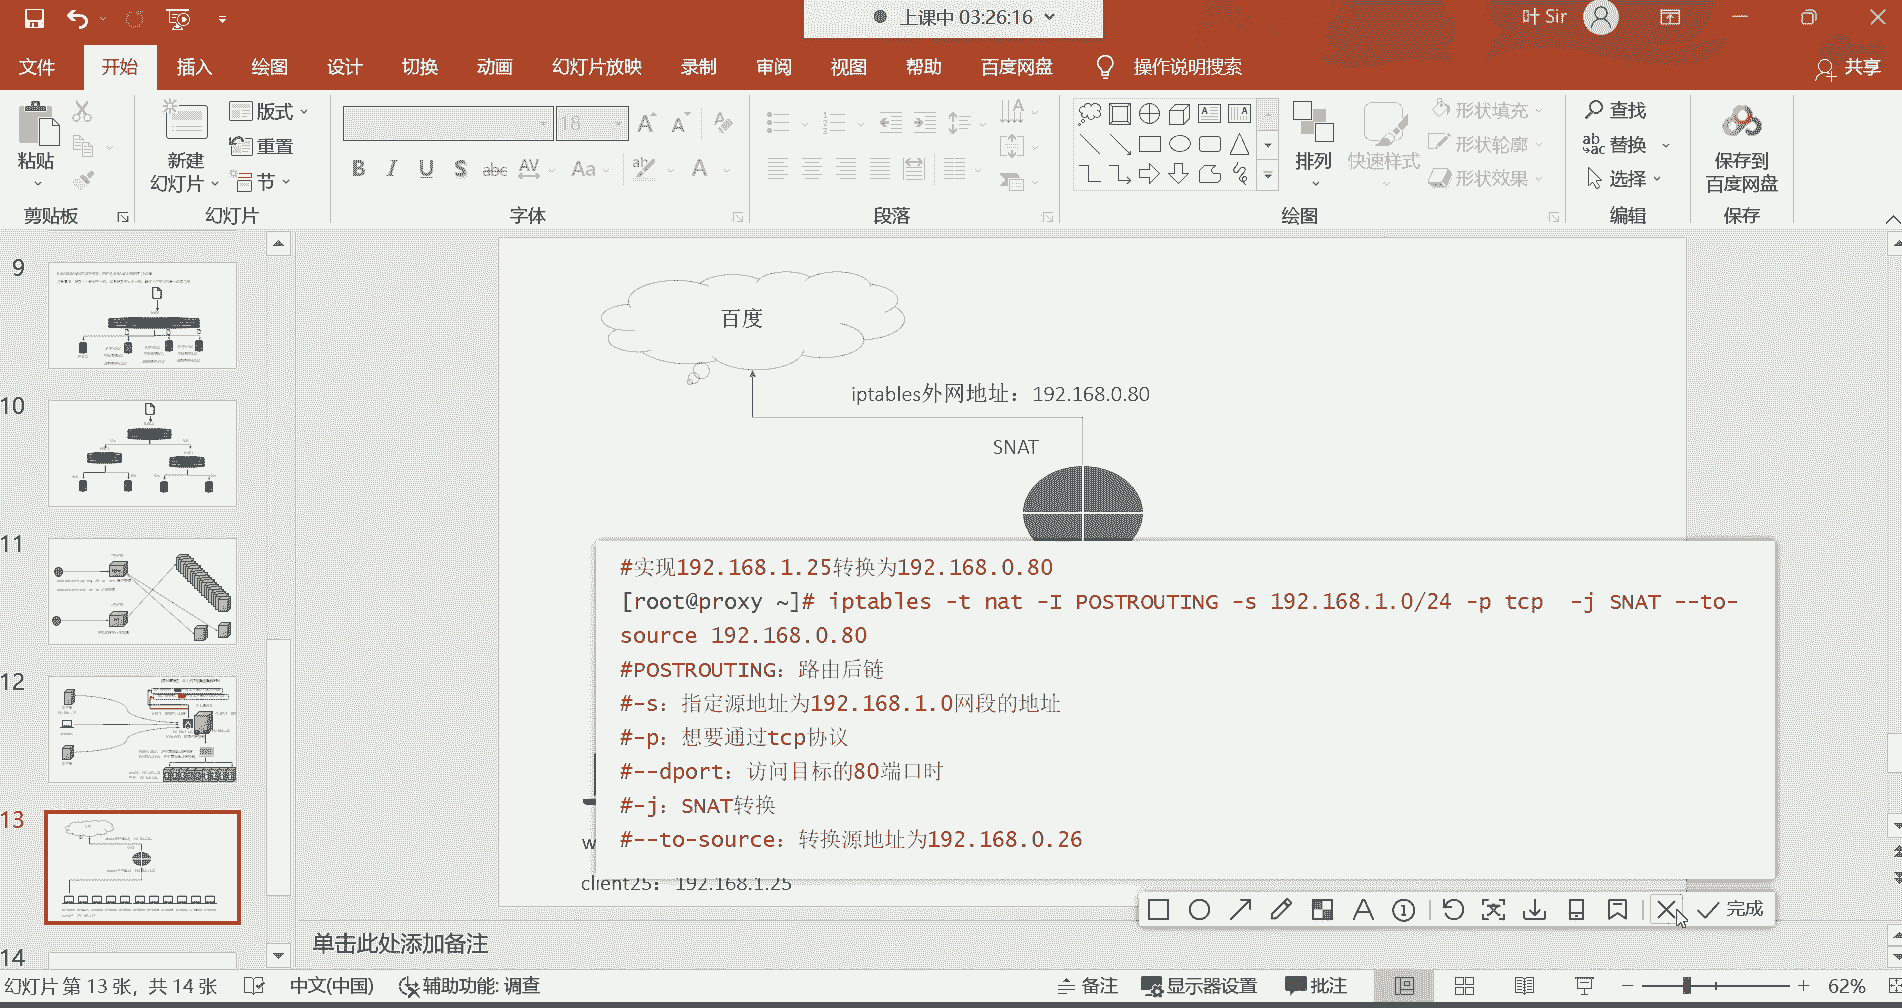 上课中 03:26:16
叶 Sir
文件 开始 插入 绘图 设计 切换 动画 幻灯片放映 录制 审阅 视图 帮助 百度网盘 操作说明搜索 共享
粘贴
新建
幻灯片
版式
重置
节
18
B I U S abc AV Aa A
排列
快速样式
形状填充
形状轮廓
形状效果
查找
替换
选择
保存到
百度网盘
剪贴板 幻灯片 字体 段落 绘图 编辑 保存
9
10
11
12
13
14
百度
iptables外网地址：192.168.0.80
SNAT
#实现192.168.1.25转换为192.168.0.80
[root@proxy ~]# iptables -t nat -I POSTROUTING -s 192.168.1.0/24 -p tcp  -j SNAT --to-
source 192.168.0.80
#POSTROUTING：路由后链
#-s：指定源地址为192.168.1.0网段的地址
#-p：想要通过tcp协议
#--dport：访问目标的80端口时
#-j：SNAT转换
#--to-source：转换源地址为192.168.0.26
w
client25：192.168.1.25
完成
单击此处添加备注
幻灯片 第 13 张，共 14 张 中文(中国) 辅助功能: 调查 备注 显示器设置 批注 62%